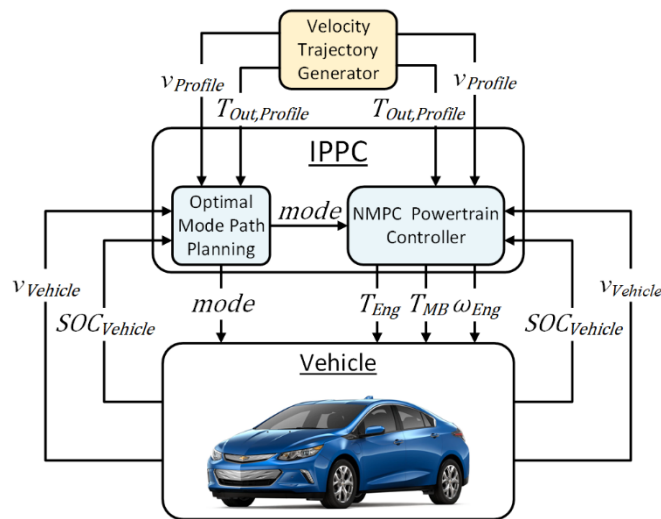 Velocity
Trajectory
Generator
v_Profile
v_Profile
T_Out,Profile
T_Out,Profile
IPPC
Optimal
Mode Path
Planning
mode
NMPC Powertrain
Controller
v_Vehicle
SOC_Vehicle
mode
T_Eng
T_MB
ω_Eng
SOC_Vehicle
v_Vehicle
Vehicle